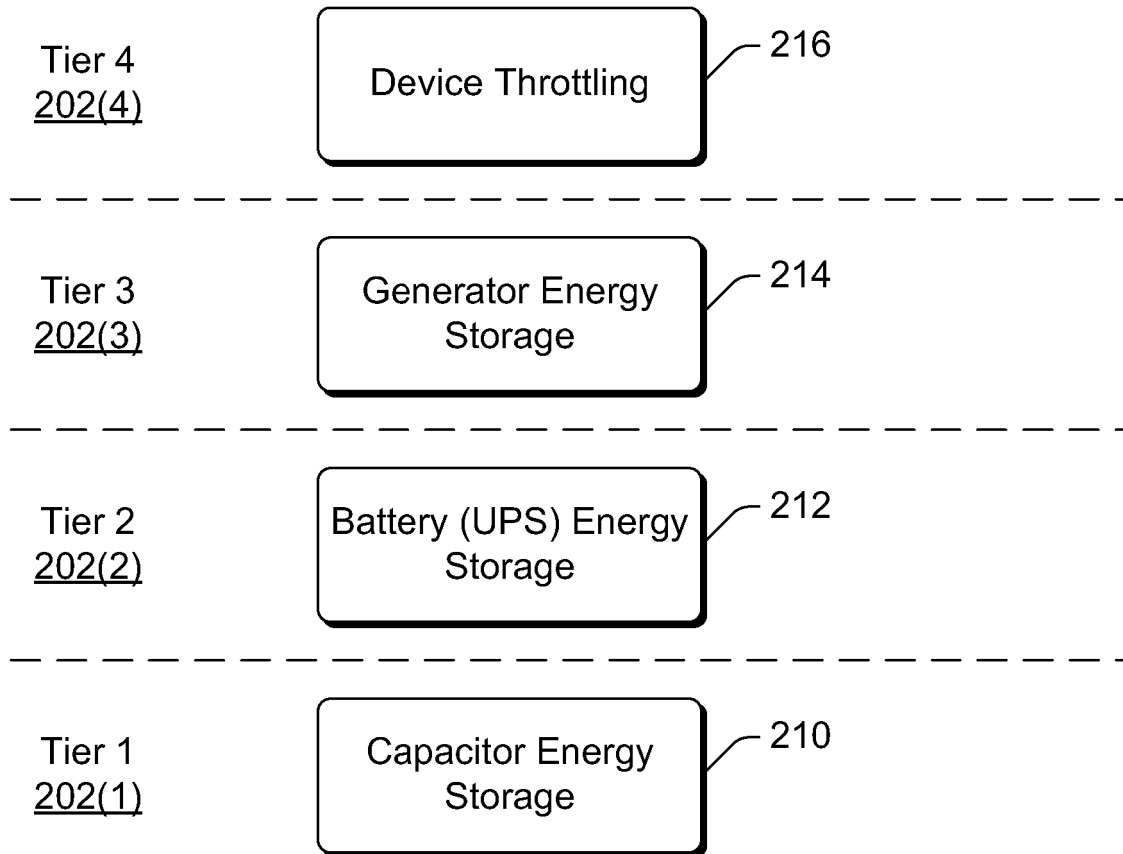 Tier 4
202(4)
Device Throttling
216
Tier 3
202(3)
Generator Energy
Storage
214
Tier 2
202(2)
Battery (UPS) Energy
Storage
212
Tier 1
202(1)
Capacitor Energy
Storage
210